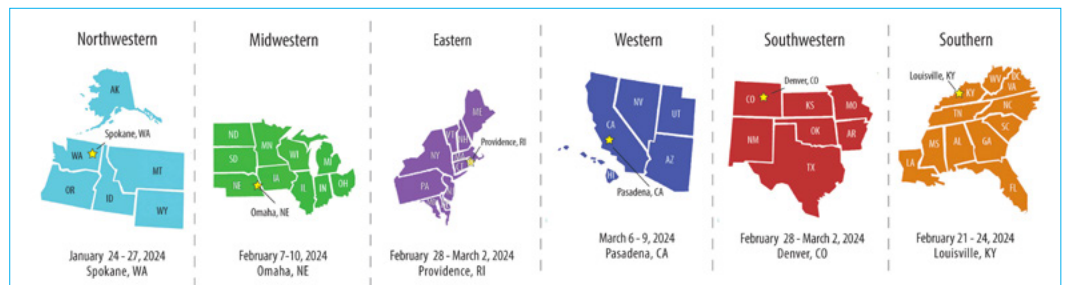 Northwestern
AK
Spokane, WA
WA
MT
OR
ID
WY
January 24 - 27, 2024
Spokane, WA
Midwestern
ND
MN
SD
WI
MI
NE
IA
IL
IN
OH
Omaha, NE
February 7-10, 2024
Omaha, NE
Eastern
ME
VT
NH
NY
MA
Providence, RI
PA
NJ
February 28 - March 2, 2024
Providence, RI
Western
NV
UT
CA
AZ
HI
Pasadena, CA
March 6 - 9, 2024
Pasadena, CA
Southwestern
Denver, CO
CO
KS
MO
OK
AR
NM
TX
February 28 - March 2, 2024
Denver, CO
Southern
Louisville, KY
WV
DC
VA
KY
NC
TN
SC
MS
AL
GA
LA
FL
February 21 - 24, 2024
Louisville, KY